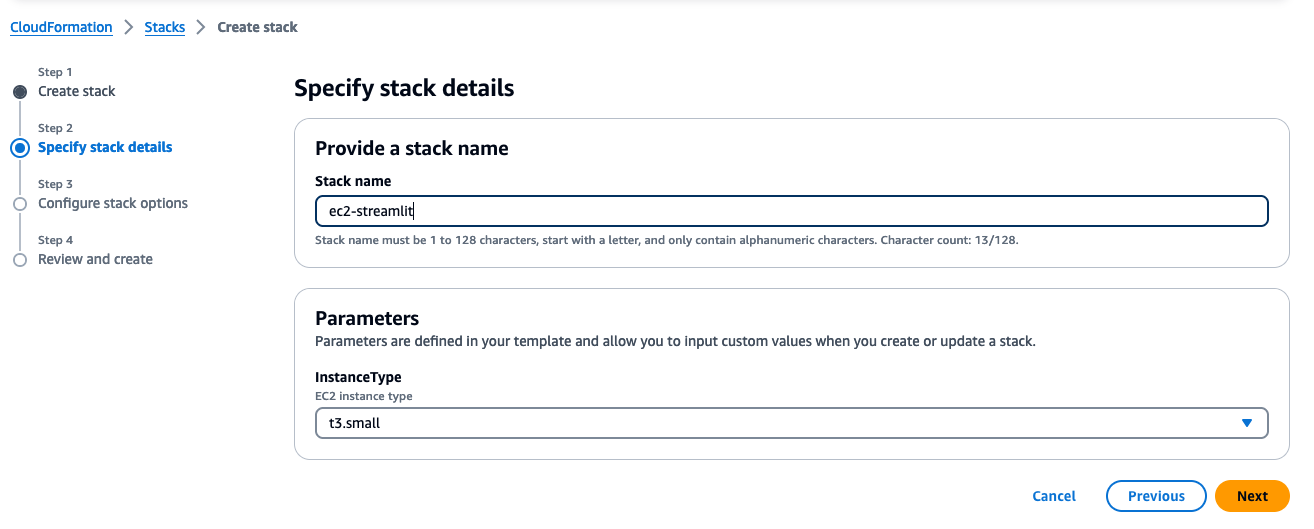 CloudFormation > Stacks > Create stack
Step 1
Create stack
Step 2
Specify stack details
Step 3
Configure stack options
Step 4
Review and create
Specify stack details
Provide a stack name
Stack name
ec2-streamlit
Stack name must be 1 to 128 characters, start with a letter, and only contain alphanumeric characters. Character count: 13/128.
Parameters
Parameters are defined in your template and allow you to input custom values when you create or update a stack.
InstanceType
EC2 instance type
t3.small
Cancel Previous Next